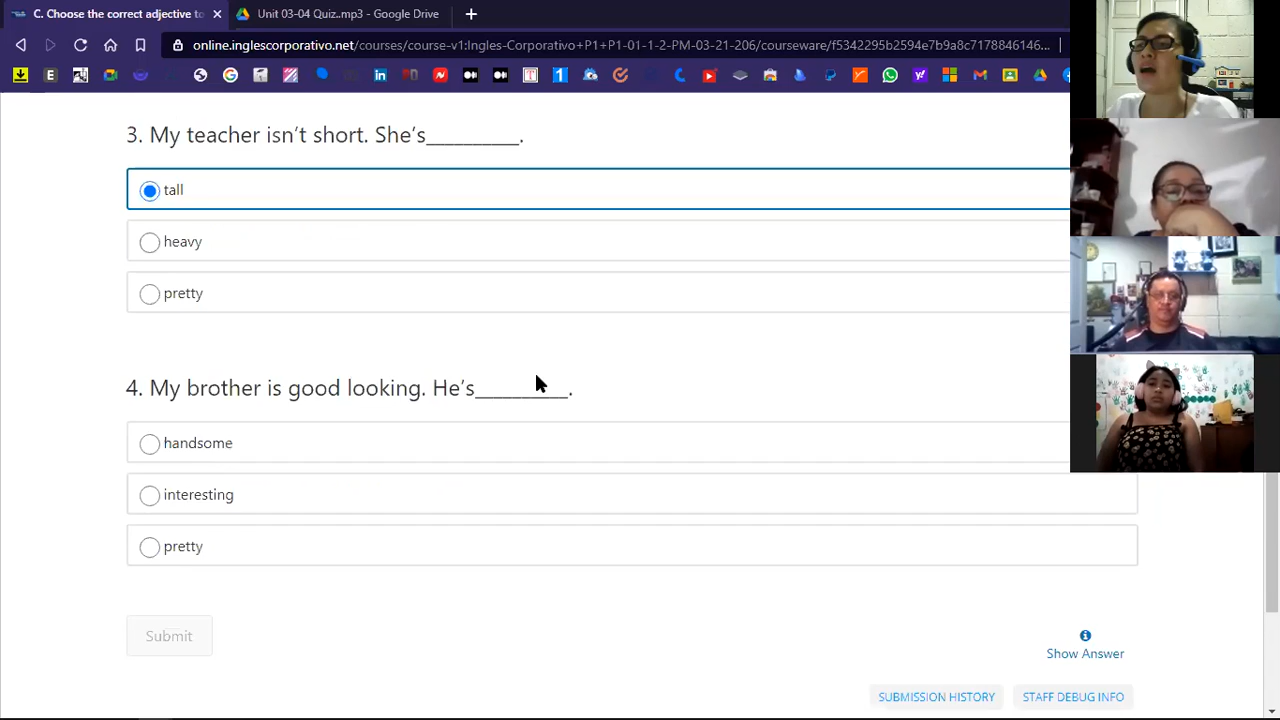 C. Choose the correct adjective to
Unit 03-04 Quiz..mp3 - Google Drive
online.inglescorporativo.net/courses/course-v1:Ingles-Corporativo+P1+P1-01-1-2-PM-03-21-206/courseware/f5342295b2594e7b9a8c7178846146...
3. My teacher isn't short. She's__________.
tall
heavy
pretty
4. My brother is good looking. He's__________.
handsome
interesting
pretty
Submit
Show Answer
SUBMISSION HISTORY
STAFF DEBUG INFO